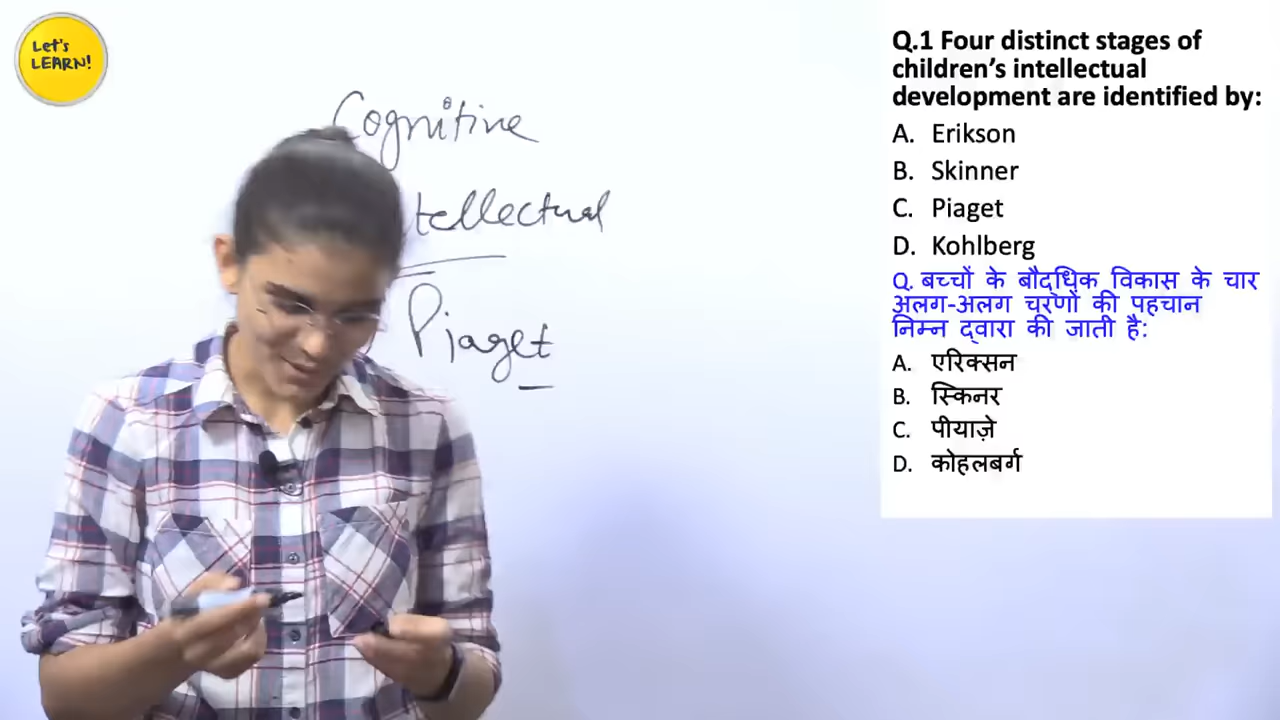 Let's
LEARN!
Cognitive
tellectual
Piaget
Q.1 Four distinct stages of
children's intellectual
development are identified by:
A. Erikson
B. Skinner
C. Piaget
D. Kohlberg
Q. बच्चों के बौद्धिक विकास के चार
अलग-अलग चरणों की पहचान
निम्न द्वारा की जाती है:
A. एरिक्सन
B. स्किनर
C. पीयाज़े
D. कोहलबर्ग